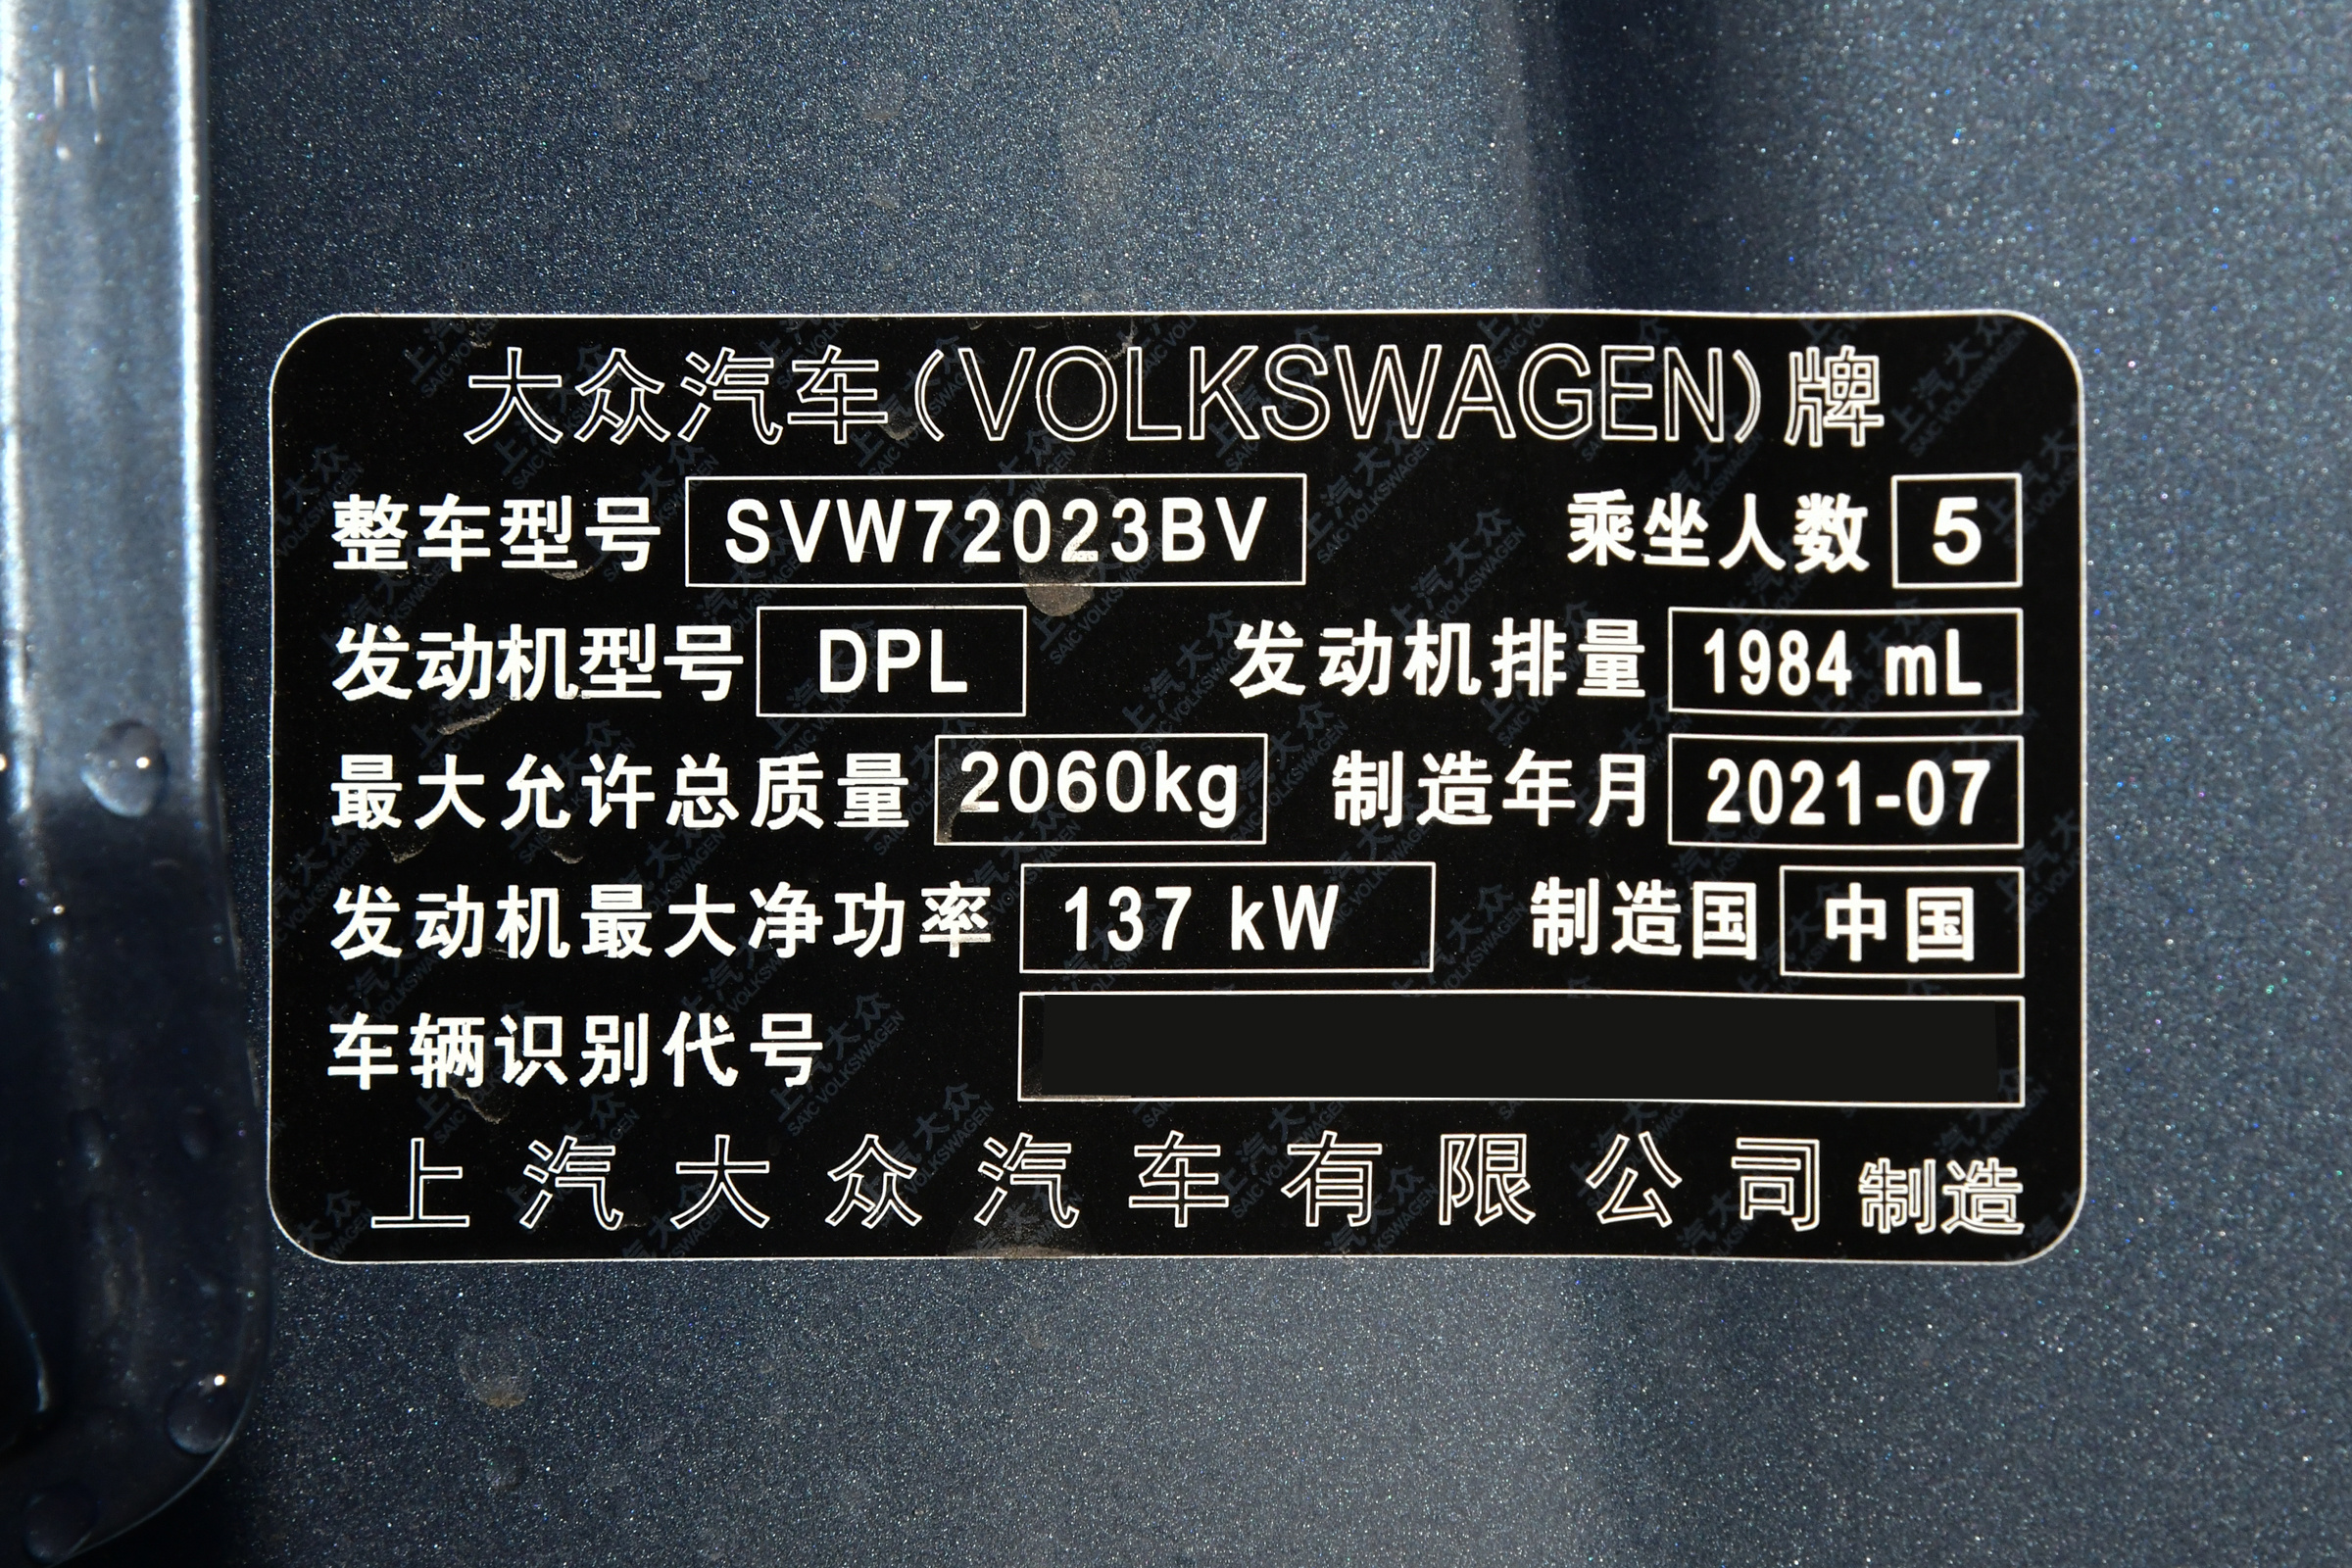 大众汽车(VOLKSWAGEN)牌
整车型号 SVW72023BV 乘坐人数 5
发动机型号 DPL 发动机排量 1984 mL
最大允许总质量 2060kg 制造年月 2021-07
发动机最大净功率 137 kW 制造国 中国
车辆识别代号
上汽大众汽车有限公司 制造